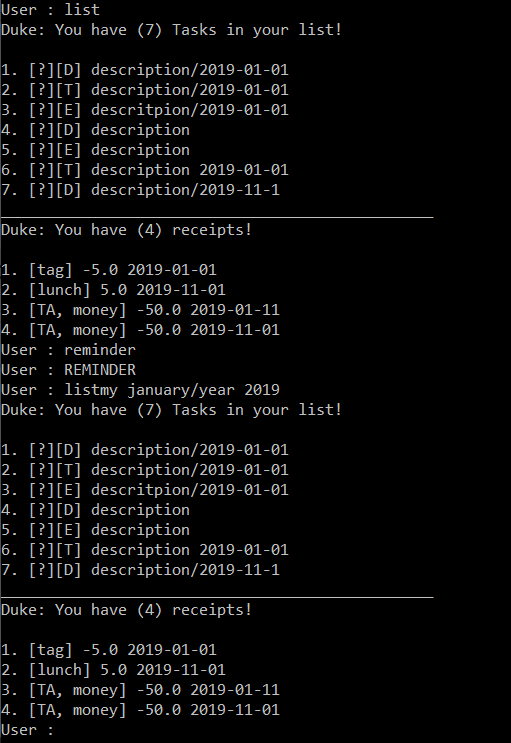 User : list
Duke: You have (7) Tasks in your list!
1. [?][D] description/2019-01-01
2. [?][T] description/2019-01-01
3. [?][E] descritpion/2019-01-01
4. [?][D] description
5. [?][E] description
6. [?][T] description 2019-01-01
7. [?][D] description/2019-11-1
________________________________________________
Duke: You have (4) receipts!
1. [tag] -5.0 2019-01-01
2. [lunch] 5.0 2019-11-01
3. [TA, money] -50.0 2019-01-11
4. [TA, money] -50.0 2019-11-01
User : reminder
User : REMINDER
User : listmy january/year 2019
Duke: You have (7) Tasks in your list!
1. [?][D] description/2019-01-01
2. [?][T] description/2019-01-01
3. [?][E] descritpion/2019-01-01
4. [?][D] description
5. [?][E] description
6. [?][T] description 2019-01-01
7. [?][D] description/2019-11-1
________________________________________________
Duke: You have (4) receipts!
1. [tag] -5.0 2019-01-01
2. [lunch] 5.0 2019-11-01
3. [TA, money] -50.0 2019-01-11
4. [TA, money] -50.0 2019-11-01
User :